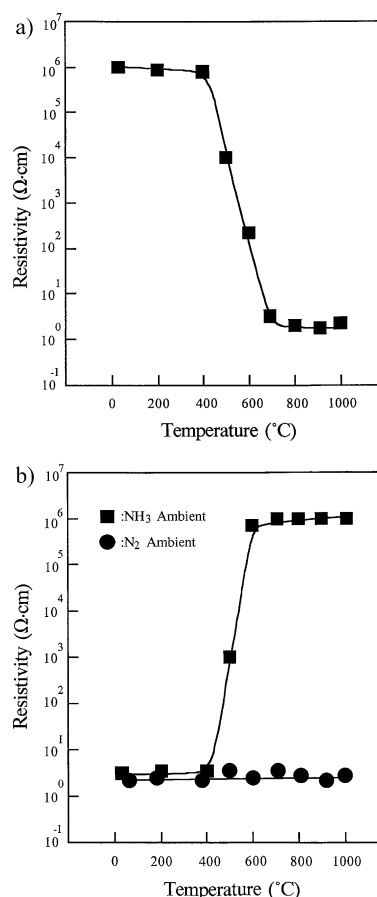 a)
10^7
10^6
10^5
10^4
10^3
10^2
10^1
10^0
10^-1
Resistivity (Ω·cm)
0 200 400 600 800 1000
Temperature (°C)
b)
10^7
10^6
10^5
10^4
10^3
10^2
10^1
10^0
10^-1
:NH3 Ambient
:N2 Ambient
Resistivity (Ω·cm)
0 200 400 600 800 1000
Temperature (°C)